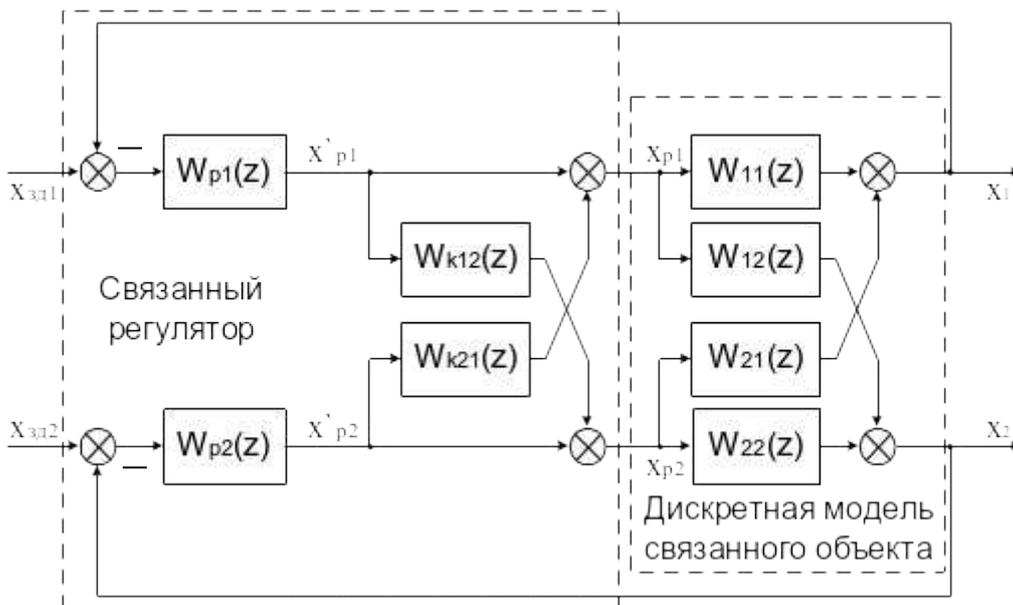 Xзд1
−
Wp1(z)
X`p1
Xp1
W11(z)
X1
Wk12(z)
W12(z)
Связанный
регулятор
Wk21(z)
W21(z)
Xзд2
−
Wp2(z)
X`p2
Xp2
W22(z)
X2
Дискретная модель
связанного объекта